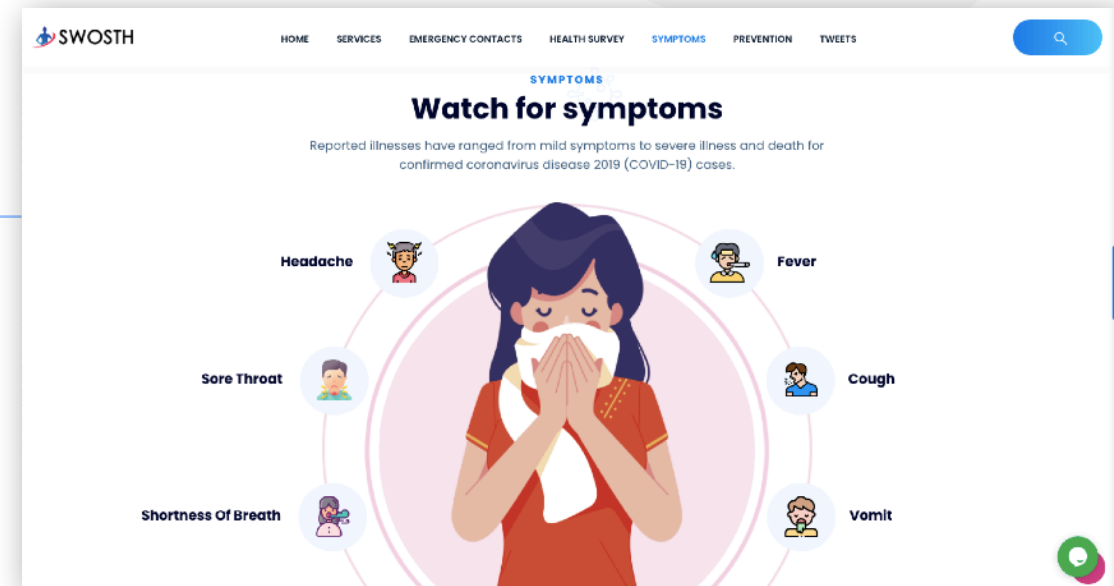 SWOSTH
HOME SERVICES EMERGENCY CONTACTS HEALTH SURVEY SYMPTOMS PREVENTION TWEETS
SYMPTOMS
Watch for symptoms
Reported illnesses have ranged from mild symptoms to severe illness and death for
confirmed coronavirus disease 2019 (COVID-19) cases.
Headache
Fever
Sore Throat
Cough
Shortness Of Breath
Vomit